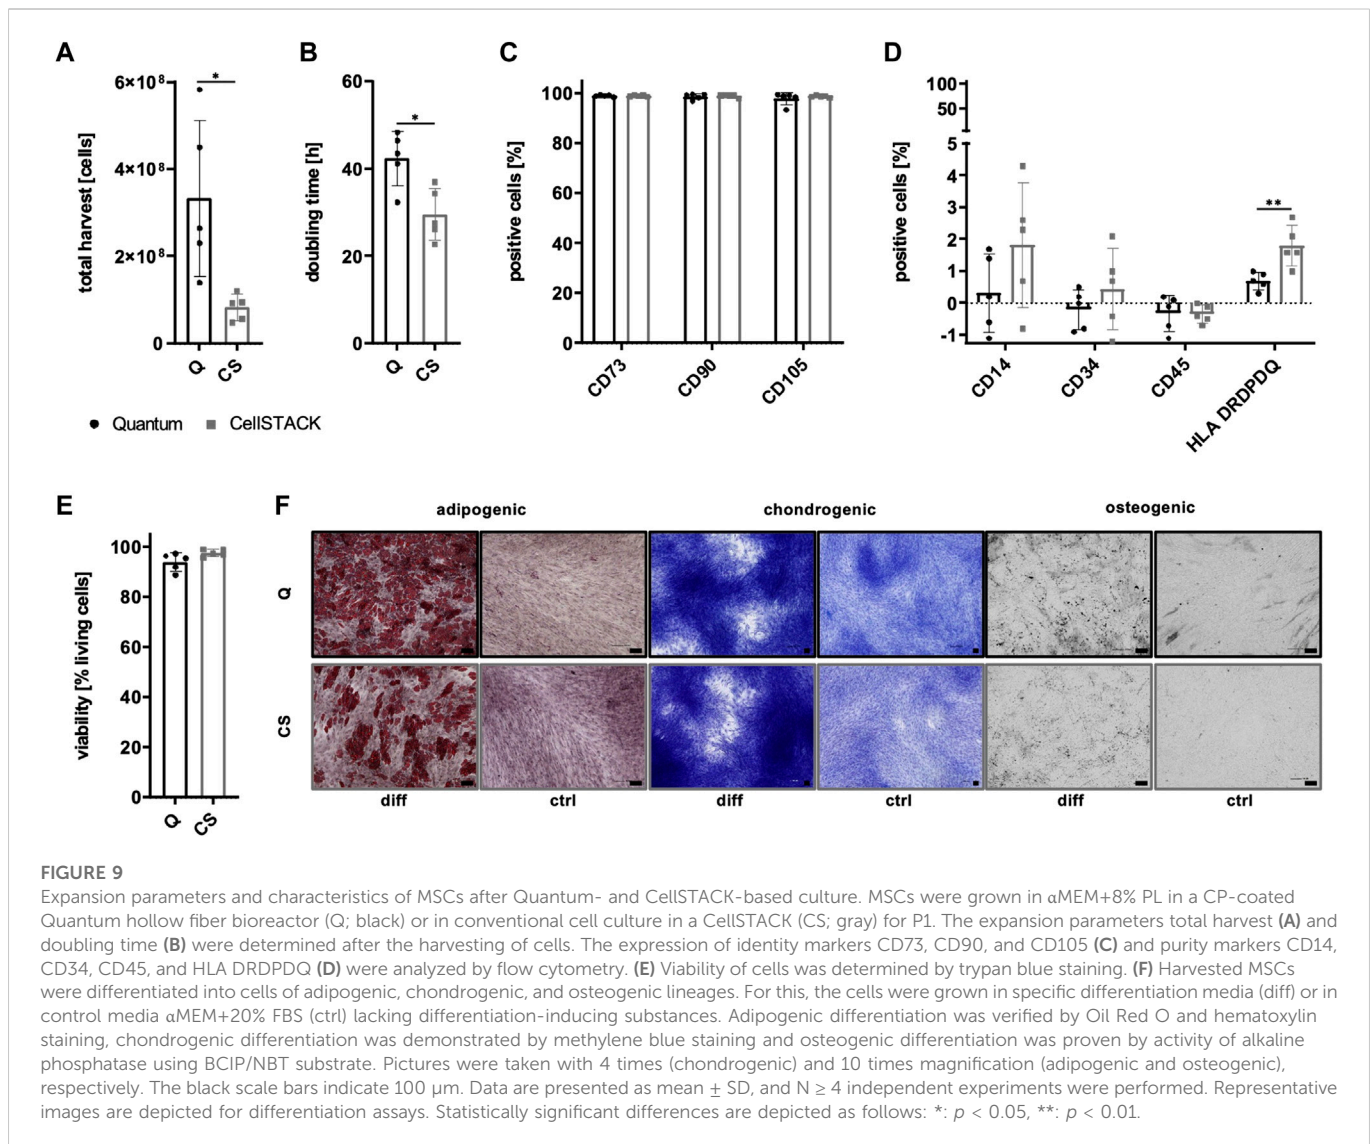 A
B
C
D
6×10⁸
4×10⁸
2×10⁸
0
total harvest [cells]
*
Q
CS
60
40
20
0
doubling time [h]
*
Q
CS
100
80
60
40
20
0
positive cells [%]
CD73
CD90
CD105
100
50
5
4
3
2
1
0
-1
positive cells [%]
**
CD14
CD34
CD45
HLA DRDPDQ
Quantum
CellSTACK
E
F
100
80
60
40
20
0
viability [% living cells]
Q
CS
adipogenic
chondrogenic
osteogenic
Q
CS
diff
ctrl
diff
ctrl
diff
ctrl
FIGURE 9
Expansion parameters and characteristics of MSCs after Quantum- and CellSTACK-based culture. MSCs were grown in αMEM+8% PL in a CP-coated
Quantum hollow fiber bioreactor (Q; black) or in conventional cell culture in a CellSTACK (CS; gray) for P1. The expansion parameters total harvest (A) and
doubling time (B) were determined after the harvesting of cells. The expression of identity markers CD73, CD90, and CD105 (C) and purity markers CD14,
CD34, CD45, and HLA DRDPDQ (D) were analyzed by flow cytometry. (E) Viability of cells was determined by trypan blue staining. (F) Harvested MSCs
were differentiated into cells of adipogenic, chondrogenic, and osteogenic lineages. For this, the cells were grown in specific differentiation media (diff) or in
control media αMEM+20% FBS (ctrl) lacking differentiation-inducing substances. Adipogenic differentiation was verified by Oil Red O and hematoxylin
staining, chondrogenic differentiation was demonstrated by methylene blue staining and osteogenic differentiation was proven by activity of alkaline
phosphatase using BCIP/NBT substrate. Pictures were taken with 4 times (chondrogenic) and 10 times magnification (adipogenic and osteogenic),
respectively. The black scale bars indicate 100 μm. Data are presented as mean ± SD, and N ≥ 4 independent experiments were performed. Representative
images are depicted for differentiation assays. Statistically significant differences are depicted as follows: *: p < 0.05, **: p < 0.01.